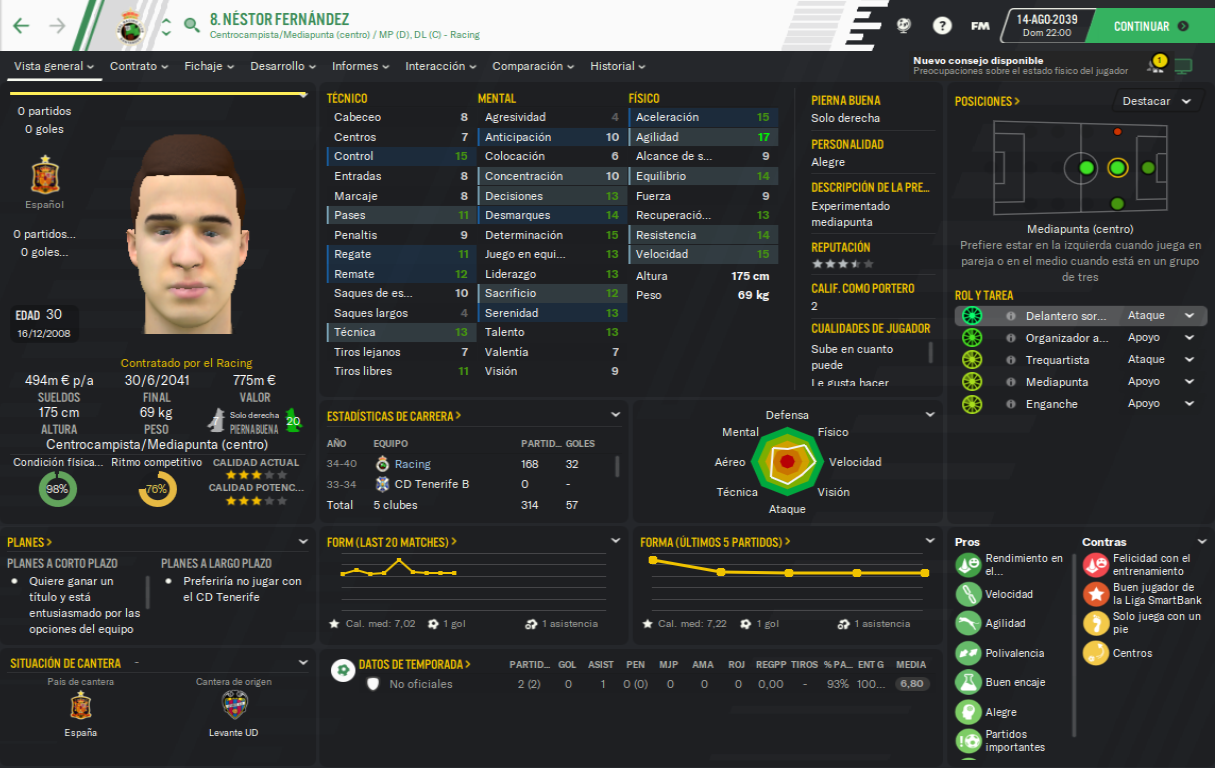 8. NÉSTOR FERNÁNDEZ
Centrocampista/Mediapunta (centro) / MP (D), DL (C) - Racing
FM
14-AGO-2039
Dom 22:00
CONTINUAR
Vista general
Contrato
Fichaje
Desarrollo
Informes
Interacción
Comparación
Historial
Nuevo consejo disponible
Preocupaciones sobre el estado físico del jugador
1
0 partidos
0 goles
Español
0 partidos...
0 goles...
EDAD 30
16/12/2008
Contratado por el Racing
494m € p/a
SUELDOS
30/6/2041
FINAL
775m €
VALOR
175 cm
ALTURA
69 kg
PESO
7
Solo derecha
PIERNA BUENA
20
Centrocampista/Mediapunta (centro)
Condición física...
98%
Ritmo competitivo
76%
CALIDAD ACTUAL
CALIDAD POTENC...
TÉCNICO
Cabeceo 8
Centros 7
Control 15
Entradas 8
Marcaje 8
Pases 11
Penaltis 9
Regate 11
Remate 12
Saques de es... 10
Saques largos 4
Técnica 13
Tiros lejanos 7
Tiros libres 11
MENTAL
Agresividad 4
Anticipación 10
Colocación 6
Concentración 10
Decisiones 13
Desmarques 14
Determinación 15
Juego en equi... 13
Liderazgo 13
Sacrificio 12
Serenidad 13
Talento 13
Valentía 7
Visión 9
FÍSICO
Aceleración 15
Agilidad 17
Alcance de s... 9
Equilibrio 14
Fuerza 9
Recuperació... 13
Resistencia 14
Velocidad 15
Altura 175 cm
Peso 69 kg
PIERNA BUENA
Solo derecha
PERSONALIDAD
Alegre
DESCRIPCIÓN DE LA PRE...
Experimentado
mediapunta
REPUTACIÓN
CALIF. COMO PORTERO
2
CUALIDADES DE JUGADOR
Sube en cuanto
puede
Le gusta hacer
POSICIONES >
Destacar
Mediapunta (centro)
Prefiere estar en la izquierda cuando juega en
pareja o en el medio cuando está en un grupo
de tres
ROL Y TAREA
Delantero sor... Ataque
Organizador a... Apoyo
Trequartista Ataque
Mediapunta Apoyo
Enganche Apoyo
ESTADÍSTICAS DE CARRERA >
AÑO EQUIPO PARTID... GOLES
34-40 Racing 168 32
33-34 CD Tenerife B 0 -
Total 5 clubes 314 57
Defensa
Mental
Físico
Aéreo
Velocidad
Técnica
Visión
Ataque
PLANES >
PLANES A CORTO PLAZO
Quiere ganar un
título y está
entusiasmado por las
opciones del equipo
PLANES A LARGO PLAZO
Preferiría no jugar con
el CD Tenerife
FORM (LAST 20 MATCHES) >
Cal. med: 7,02 1 gol 1 asistencia
FORMA (ÚLTIMOS 5 PARTIDOS) >
Cal. med: 7,22 1 gol 1 asistencia
Pros
Rendimiento en
el...
Velocidad
Agilidad
Polivalencia
Buen encaje
Alegre
Partidos
importantes
Contras
Felicidad con el
entrenamiento
Buen jugador de
la Liga SmartBank
Solo juega con un
pie
Centros
SITUACIÓN DE CANTERA -
País de cantera
España
Cantera de origen
Levante UD
DATOS DE TEMPORADA >
PARTID... GOL ASIST PEN MJP AMA ROJ REGPP TIROS % PA... ENT G MEDIA
No oficiales 2 (2) 0 1 0 (0) 0 0 0 0,00 - 93% 100... 6,80